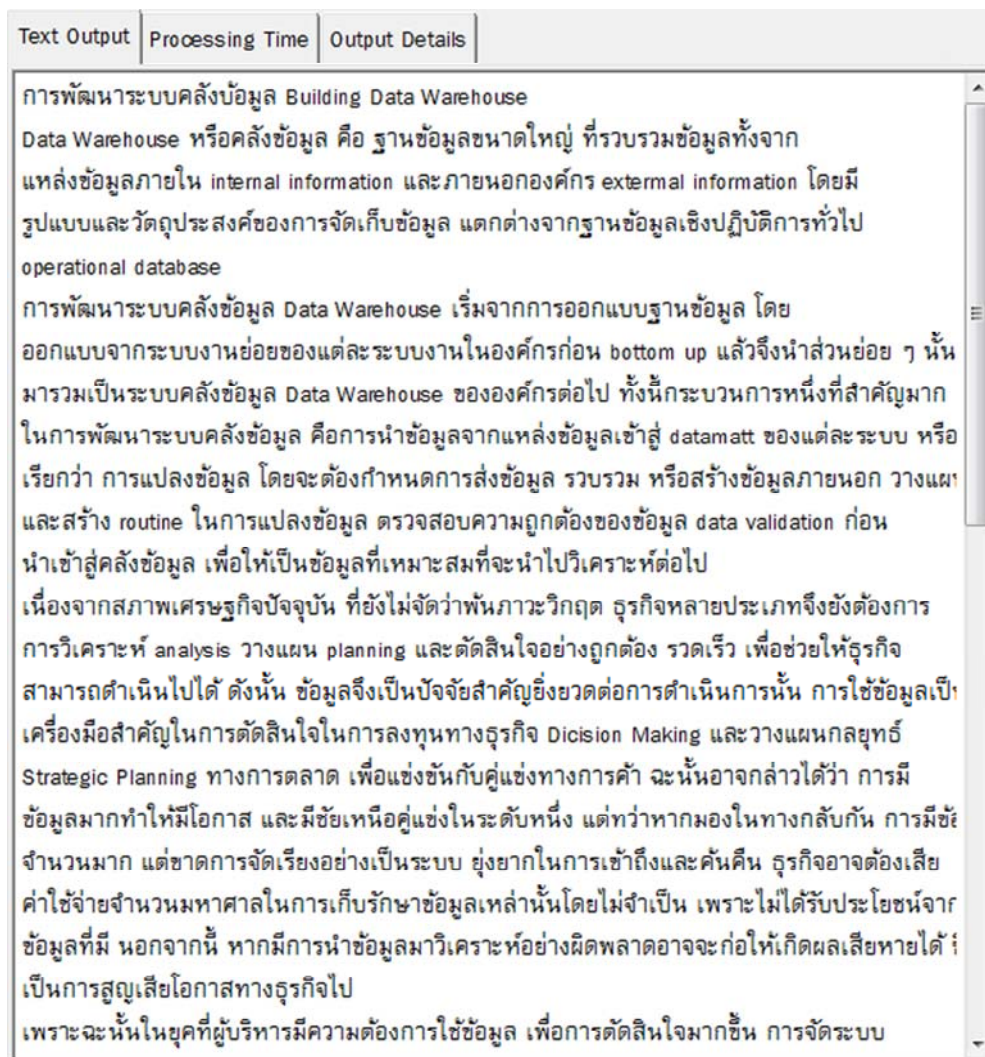 Text Output Processing Time Output Details
การพัฒนาระบบคลังบ้อมูล Building Data Warehouse
Data Warehouse หรือคลังข้อมูล คือ ฐานข้อมูลขนาดใหญ่ ที่รวบรวมข้อมูลทั้งจาก
แหล่งข้อมูลภายใน internal information และภายนอกองค์กร extermal information โดยมี
รูปแบบและวัตถุประสงค์ของการจัดเก็บข้อมูล แตกต่างจากฐานข้อมูลเชิงปฏิบัติการทั่วไป
operational database
การพัฒนาระบบคลังข้อมูล Data Warehouse เริ่มจากการออกแบบฐานข้อมูล โดย
ออกแบบจากระบบงานย่อยของแต่ละระบบงานในองค์กรก่อน bottom up แล้วจึงนำส่วนย่อย ๆ นั้น
มารวมเป็นระบบคลังข้อมูล Data Warehouse ขององค์กรต่อไป ทั้งนี้กระบวนการหนึ่งที่สำคัญมาก
ในการพัฒนาระบบคลังข้อมูล คือการนำข้อมูลจากแหล่งข้อมูลเข้าสู่ datamatt ของแต่ละระบบ หรือ
เรียกว่า การแปลงข้อมูล โดยจะต้องกำหนดการส่งข้อมูล รวบรวม หรือสร้างข้อมูลภายนอก
และสร้าง routine ในการแปลงข้อมูล ตรวจสอบความถูกต้องของข้อมูล data validation ก่อน
นำเข้าสู่คลังข้อมูล เพื่อให้เป็นข้อมูลที่เหมาะสมที่จะนำไปวิเคราะห์ต่อไป
เนื่องจากสภาพเศรษฐกิจปัจจุบัน ที่ยังไม่จัดว่าพ้นภาวะวิกฤต ธุรกิจหลายประเภทจึงยังต้องการ
การวิเคราะห์ analysis วางแผน planning และตัดสินใจอย่างถูกต้อง รวดเร็ว เพื่อช่วยให้ธุรกิจ
สามารถดำเนินไปได้ ดังนั้น ข้อมูลจึงเป็นปัจจัยสำคัญยิ่งยวดต่อการดำเนินการนั้น การใช้ข้อมูล
เครื่องมือสำคัญในการตัดสินใจในการลงทุนทางธุรกิจ Dicision Making และวางแผนกลยุทธ์
Strategic Planning ทางการตลาด เพื่อแข่งขันกับคู่แข่งทางการค้า ฉะนั้นอาจกล่าวได้ว่า การมี
ข้อมูลมากทำให้มีโอกาส และมีชัยเหนือคู่แข่งในระดับหนึ่ง แต่ทว่าหากมองในทางกลับกัน การมี
จำนวนมาก แต่ขาดการจัดเรียงอย่างเป็นระบบ ยุ่งยากในการเข้าถึงและค้นคืน ธุรกิจอาจต้องเสีย
ค่าใช้จ่ายจำนวนมหาศาลในการเก็บรักษาข้อมูลเหล่านั้นโดยไม่จำเป็น เพราะไม่ได้รับประโยชน์
ข้อมูลที่มี นอกจากนี้ หากมีการนำข้อมูลมาวิเคราะห์อย่างผิดพลาดอาจจะก่อให้เกิดผลเสียหายได้
เป็นการสูญเสียโอกาสทางธุรกิจไป
เพราะฉะนั้นในยุคที่ผู้บริหารมีความต้องการใช้ข้อมูล เพื่อการตัดสินใจมากขึ้น การจัดระบบ